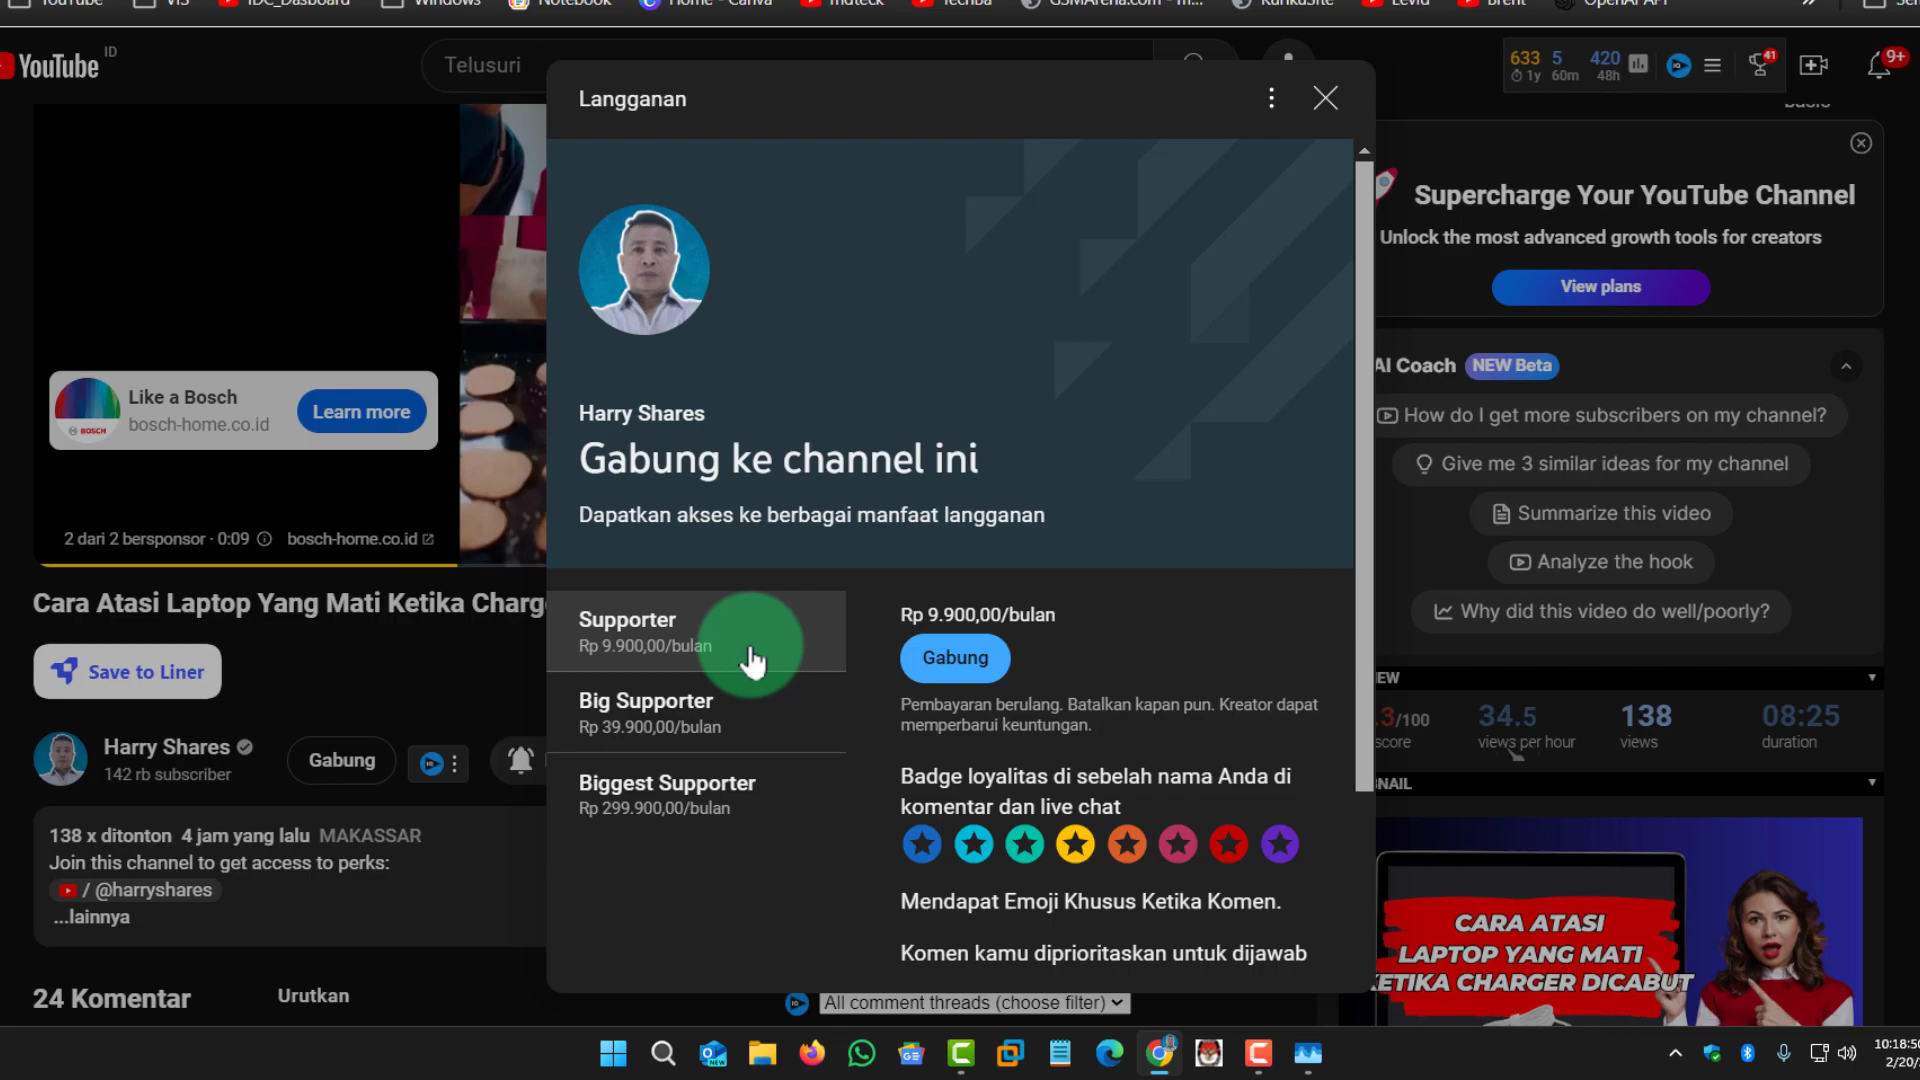 YouTube
VIS
IDC_Dasboard
Windows
Notebook
Home - Canva
Indteck
TechBa
GSMArena.com - m...
KurikuSite
Levid
Brent
OpenAI API
YouTube ID
Telusuri
633 5 420
1y 60m 48h
41
9+
Langganan
Supercharge Your YouTube Channel
Unlock the most advanced growth tools for creators
View plans
Like a Bosch
bosch-home.co.id
BOSCH
Learn more
2 dari 2 bersponsor · 0:09
bosch-home.co.id
Harry Shares
Gabung ke channel ini
Dapatkan akses ke berbagai manfaat langganan
AI Coach NEW Beta
How do I get more subscribers on my channel?
Give me 3 similar ideas for my channel
Summarize this video
Analyze the hook
Why did this video do well/poorly?
Cara Atasi Laptop Yang Mati Ketika Charg
Save to Liner
Harry Shares
142 rb subscriber
Gabung
Supporter
Rp 9.900,00/bulan
Big Supporter
Rp 39.900,00/bulan
Biggest Supporter
Rp 299.900,00/bulan
Rp 9.900,00/bulan
Gabung
Pembayaran berulang. Batalkan kapan pun. Kreator dapat
memperbarui keuntungan.
Badge loyalitas di sebelah nama Anda di
komentar dan live chat
Mendapat Emoji Khusus Ketika Komen.
Komen kamu diprioritaskan untuk dijawab
EW
.3/100 34.5 138 08:25
score views per hour views duration
NAIL
138 x ditonton 4 jam yang lalu MAKASSAR
Join this channel to get access to perks:
/ @harryshares
...lainnya
24 Komentar
Urutkan
All comment threads (choose filter)
CARA ATASI
LAPTOP YANG MATI
KETIKA CHARGER DICABUT
NEW
10:18:50
2/20/